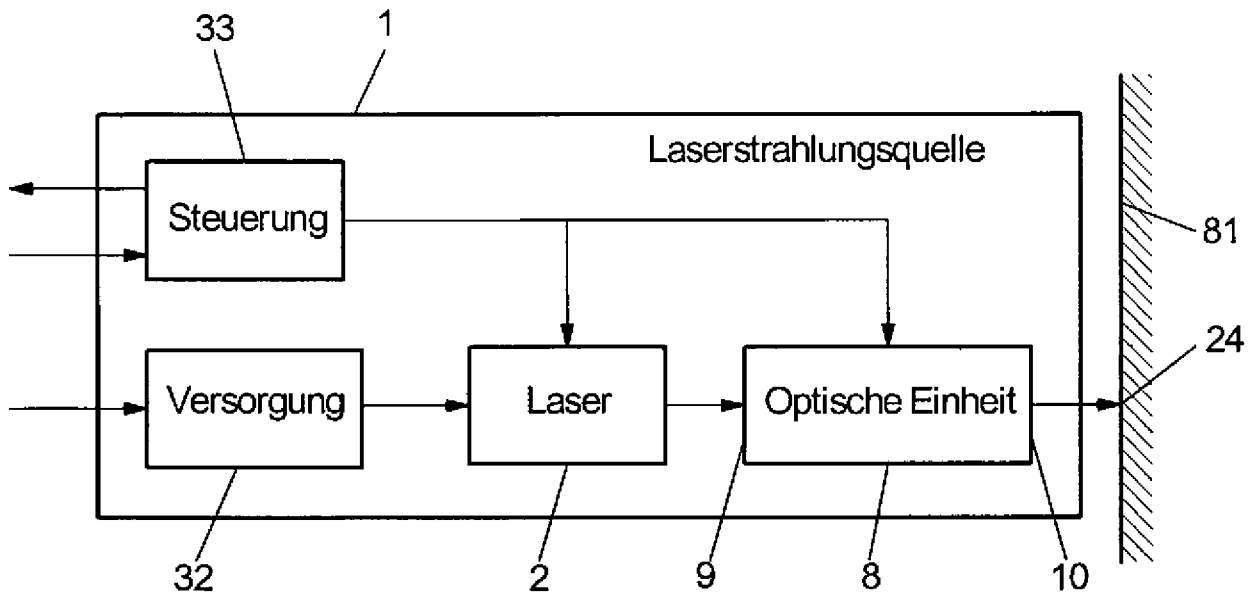 33
1
Laserstrahlungsquelle
Steuerung
81
24
Versorgung
Laser
Optische Einheit
32
2
9
8
10